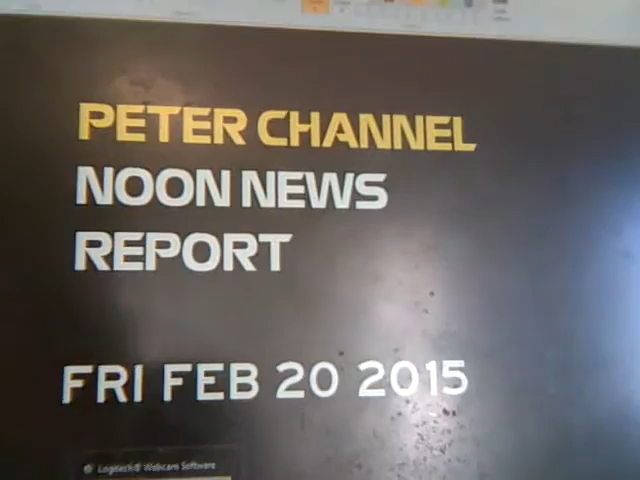 PETER CHANNEL
NOON NEWS
REPORT
FRI FEB 20 2015
Logitech® Webcam Software